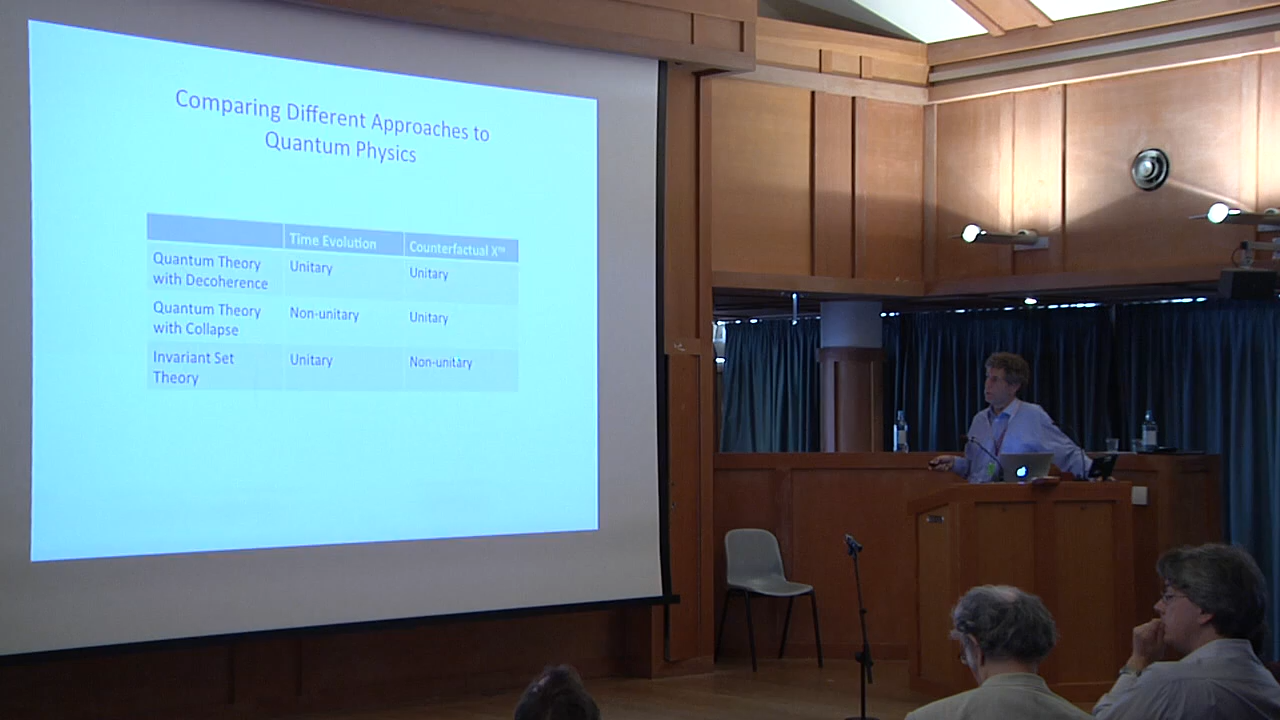 Comparing Different Approaches to
Quantum Physics
Time Evolution Counterfactual Xᵗⁿ
Quantum Theory
with Decoherence Unitary Unitary
Quantum Theory
with Collapse Non-unitary Unitary
Invariant Set
Theory Unitary Non-unitary